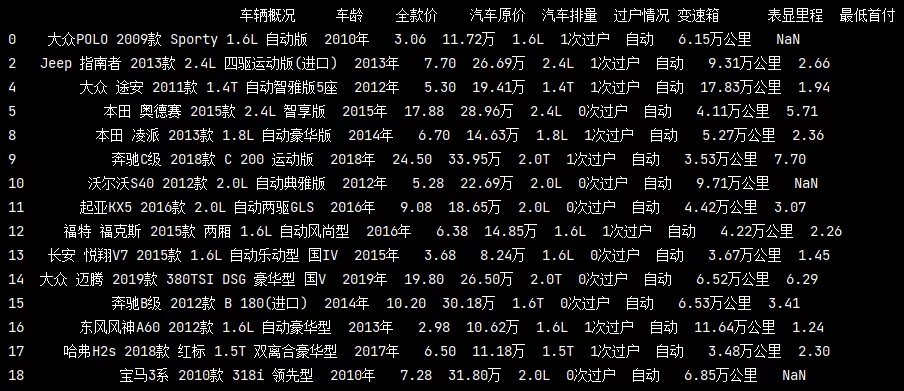 车辆概况 车龄 全款价 汽车原价 汽车排量 过户情况 变速箱 表显里程 最低首付
0 大众POLO 2009款 Sporty 1.6L 自动版 2010年 3.06 11.72万 1.6L 1次过户 自动 6.15万公里 NaN
2 Jeep 指南者 2013款 2.4L 四驱运动版(进口) 2013年 7.70 26.69万 2.4L 1次过户 自动 9.31万公里 2.66
4 大众 途安 2011款 1.4T 自动智雅版5座 2012年 5.30 19.41万 1.4T 1次过户 自动 17.83万公里 1.94
5 本田 奥德赛 2015款 2.4L 智享版 2015年 17.88 28.96万 2.4L 0次过户 自动 4.11万公里 5.71
8 本田 凌派 2013款 1.8L 自动豪华版 2014年 6.70 14.63万 1.8L 1次过户 自动 5.27万公里 2.36
9 奔驰C级 2018款 C 200 运动版 2018年 24.50 33.95万 2.0T 1次过户 自动 3.53万公里 7.70
10 沃尔沃S40 2012款 2.0L 自动典雅版 2012年 5.28 22.69万 2.0L 0次过户 自动 9.71万公里 NaN
11 起亚KX5 2016款 2.0L 自动两驱GLS 2016年 9.08 18.65万 2.0L 0次过户 自动 4.42万公里 3.07
12 福特 福克斯 2015款 两厢 1.6L 自动风尚型 2016年 6.38 14.85万 1.6L 1次过户 自动 4.22万公里 2.26
13 长安 悦翔V7 2015款 1.6L 自动乐动型 国IV 2015年 3.68 8.24万 1.6L 0次过户 自动 3.67万公里 1.45
14 大众 迈腾 2019款 380TSI DSG 豪华型 国V 2019年 19.80 26.50万 2.0T 0次过户 自动 6.52万公里 6.29
15 奔驰B级 2012款 B 180(进口) 2014年 10.20 30.18万 1.6T 0次过户 自动 6.53万公里 3.41
16 东风风神A60 2012款 1.6L 自动豪华型 2013年 2.98 10.62万 1.6L 1次过户 自动 11.64万公里 1.24
17 哈弗H2s 2018款 红标 1.5T 双离合豪华型 2017年 6.50 11.18万 1.5T 1次过户 自动 3.48万公里 2.30
18 宝马3系 2010款 318i 领先型 2010年 7.28 31.80万 2.0L 0次过户 自动 6.85万公里 NaN